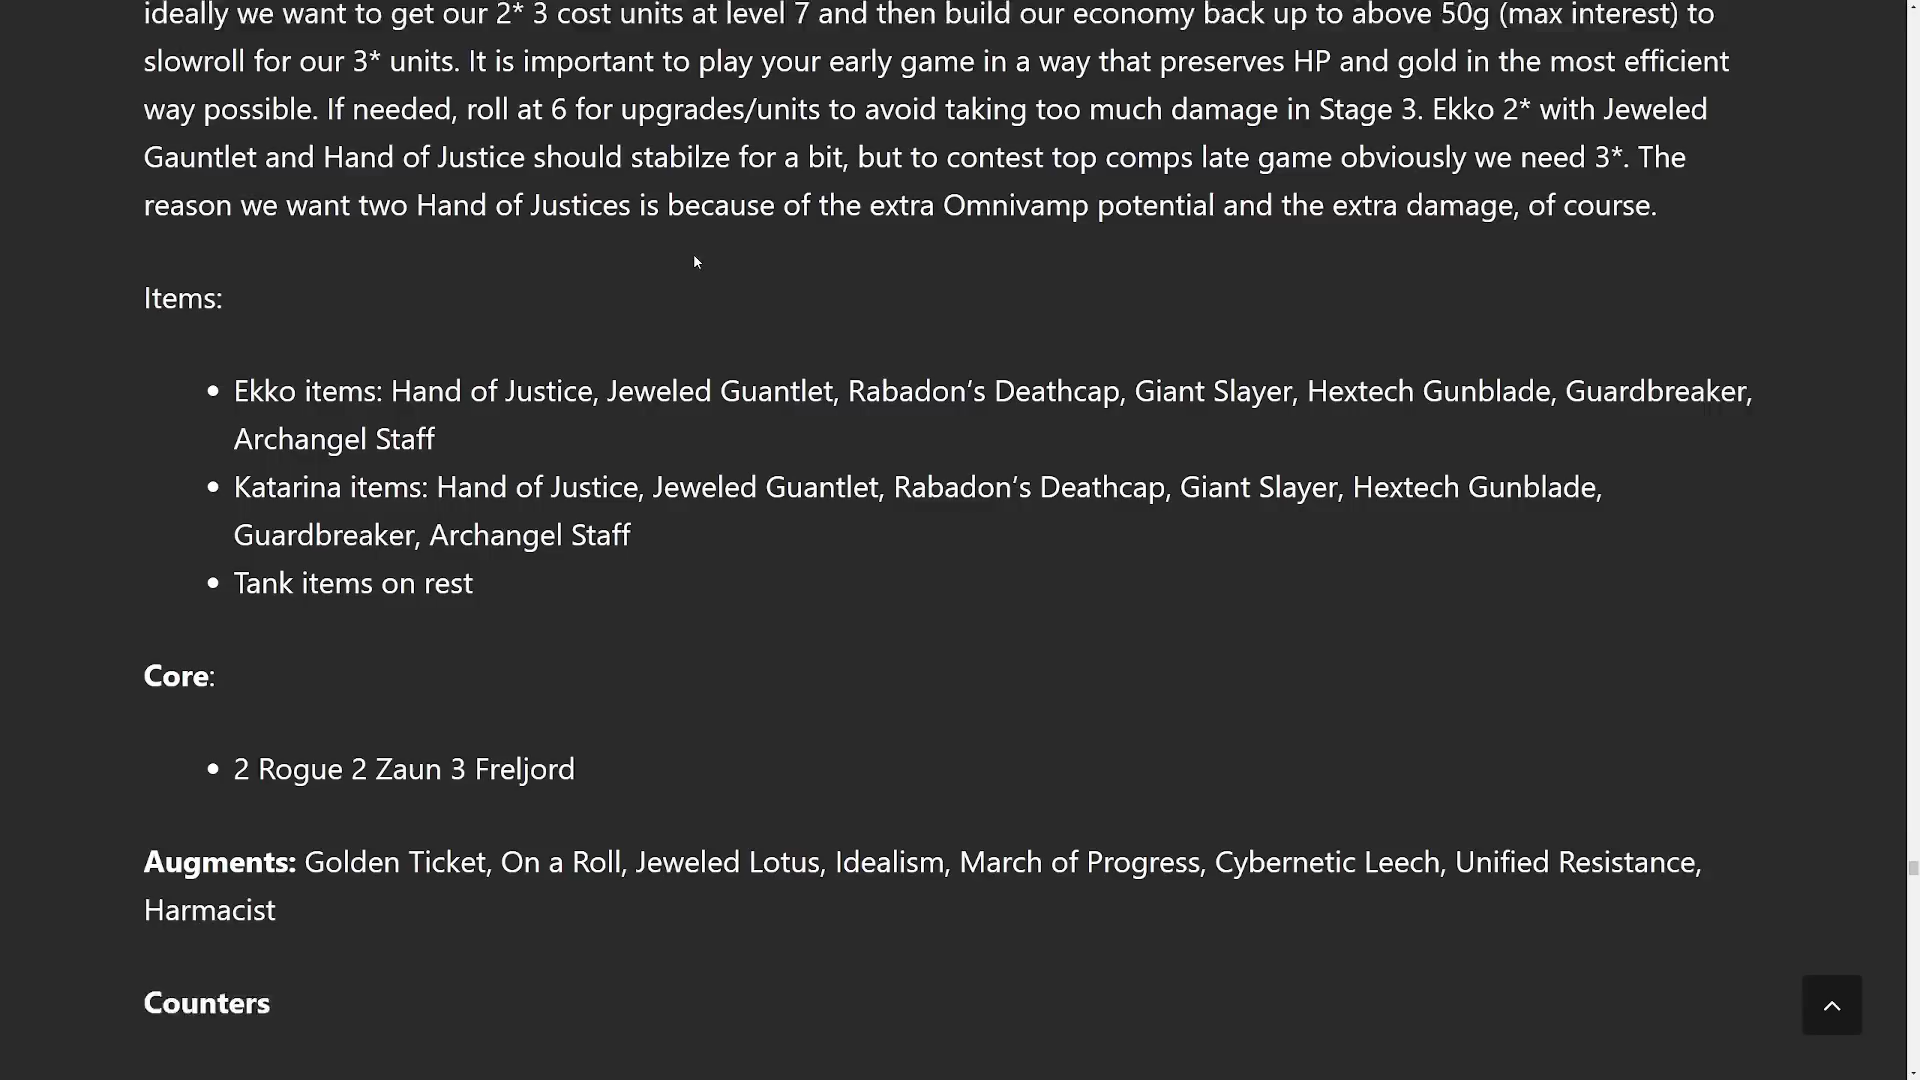 ideally we want to get our 2* 3 cost units at level 7 and then build our economy back up to above 50g (max interest) to
slowroll for our 3* units. It is important to play your early game in a way that preserves HP and gold in the most efficient
way possible. If needed, roll at 6 for upgrades/units to avoid taking too much damage in Stage 3. Ekko 2* with Jeweled
Gauntlet and Hand of Justice should stabilze for a bit, but to contest top comps late game obviously we need 3*. The
reason we want two Hand of Justices is because of the extra Omnivamp potential and the extra damage, of course.
Items:
• Ekko items: Hand of Justice, Jeweled Guantlet, Rabadon’s Deathcap, Giant Slayer, Hextech Gunblade, Guardbreaker,
Archangel Staff
• Katarina items: Hand of Justice, Jeweled Guantlet, Rabadon’s Deathcap, Giant Slayer, Hextech Gunblade,
Guardbreaker, Archangel Staff
• Tank items on rest
Core:
• 2 Rogue 2 Zaun 3 Freljord
Augments: Golden Ticket, On a Roll, Jeweled Lotus, Idealism, March of Progress, Cybernetic Leech, Unified Resistance,
Harmacist
Counters